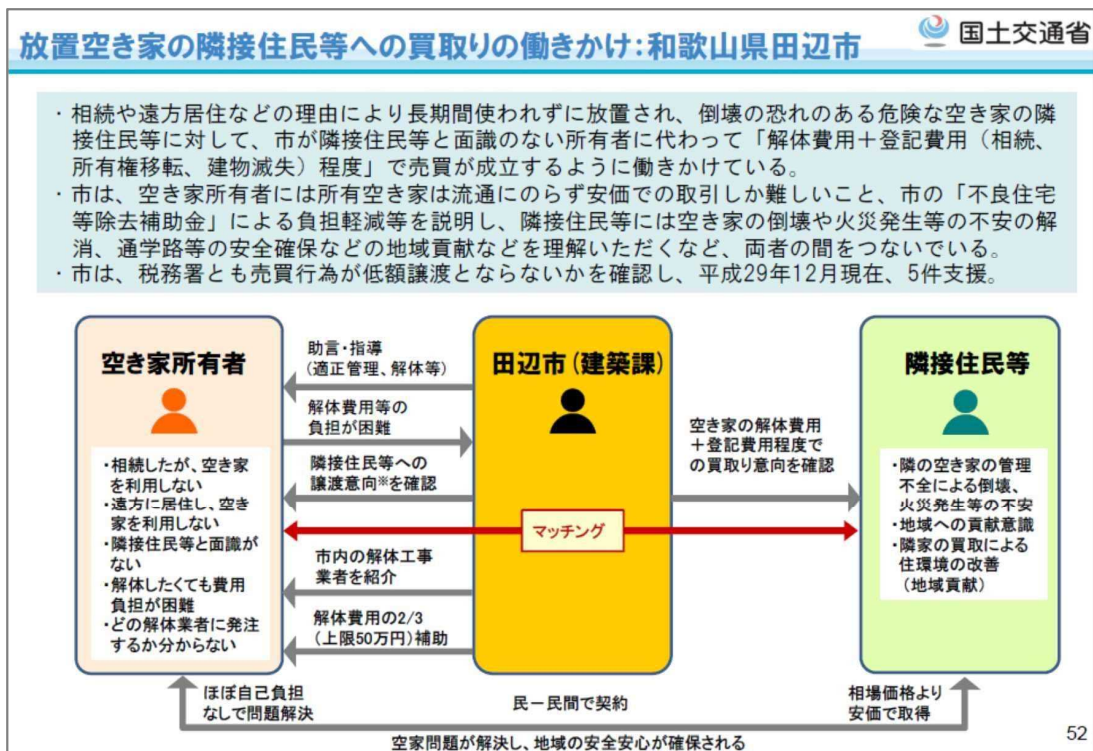 放置空き家の隣接住民等への買取りの働きかけ:和歌山県田辺市
国土交通省
・相続や遠方居住などの理由により長期間使われずに放置され、倒壊の恐れのある危険な空き家の隣
接住民等に対して、市が隣接住民等と面識のない所有者に代わって「解体費用+登記費用(相続、
所有権移転、建物滅失)程度」で売買が成立するように働きかけている。
・市は、空き家所有者には所有空き家は流通にのらず安価での取引しか難しいこと、市の「不良住宅
等除去補助金」による負担軽減等を説明し、隣接住民等には空き家の倒壊や火災発生等の不安の解
消、通学路等の安全確保などの地域貢献などを理解いただくなど、両者の間をつないでいる。
・市は、税務署とも売買行為が低額譲渡とならないかを確認し、平成29年12月現在、5件支援。
空き家所有者
・相続したが、空き家
を利用しない
・遠方に居住し、空き
家を利用しない
・隣接住民等と面識が
ない
・解体したくても費用
負担が困難
・どの解体業者に発注
するか分からない
助言・指導
(適正管理、解体等)
解体費用等の
負担が困難
隣接住民等への
譲渡意向※を確認
市内の解体工事
業者を紹介
解体費用の2/3
(上限50万円)補助
田辺市(建築課)
マッチング
空き家の解体費用
+登記費用程度で
の買取り意向を確認
隣接住民等
・隣の空き家の管理
不全による倒壊、
火災発生等の不安
・地域への貢献意識
・隣家の買取による
住環境の改善
(地域貢献)
ほぼ自己負担
なしで問題解決
民-民間で契約
相場価格より
安価で取得
空家問題が解決し、地域の安全安心が確保される
52